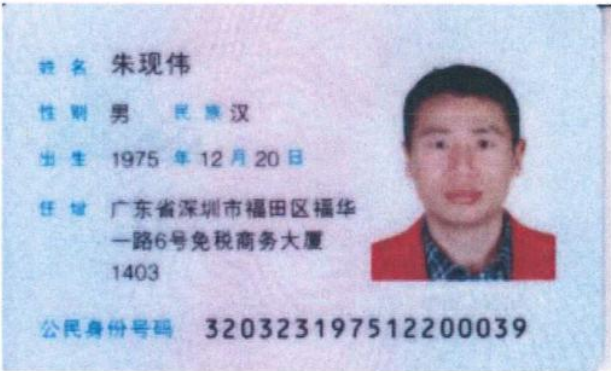 姓名 朱现伟
性别 男 民族 汉
出生 1975 年 12 月 20 日
住址 广东省深圳市福田区福华
一路6号免税商务大厦
1403
公民身份号码 320323197512200039